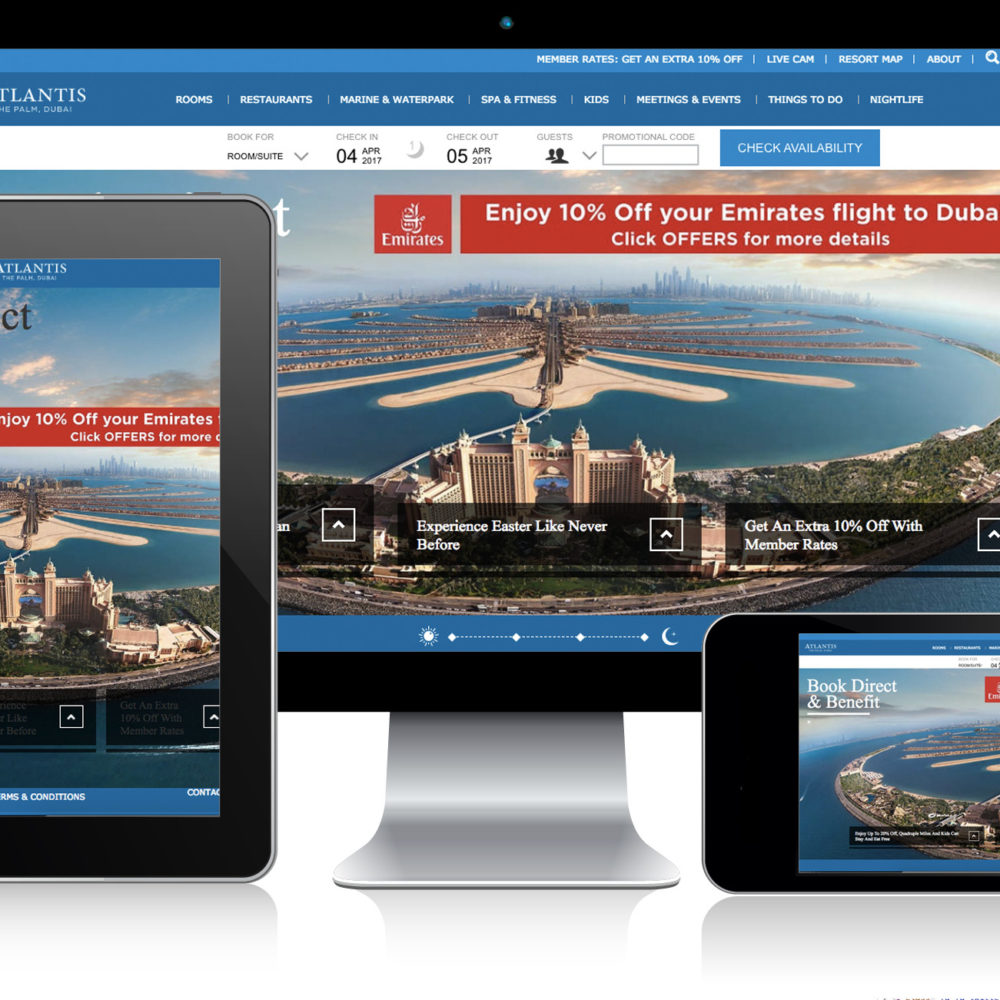 MEMBER RATES: GET AN EXTRA 10% OFF | LIVE CAM | RESORT MAP | ABOUT |
TLANTIS
HE PALM, DUBAI
ROOMS | RESTAURANTS | MARINE & WATERPARK | SPA & FITNESS | KIDS | MEETINGS & EVENTS | THINGS TO DO | NIGHTLIFE
BOOK FOR CHECK IN CHECK OUT GUESTS PROMOTIONAL CODE
ROOM/SUITE 04 APR 2017 1 05 APR 2017 CHECK AVAILABILITY
t
Emirates
Enjoy 10% Off your Emirates flight to Duba
Click OFFERS for more details
an
Experience Easter Like Never
Before
Get An Extra 10% Off With
Member Rates
ATLANTIS
THE PALM, DUBAI
ct
njoy 10% Off your Emirates
Click OFFERS for more
rience
r Like
r Before
Get An Extra
10% Off With
Member Rates
RMS & CONDITIONS
CONTAC
ATLANTIS
ROOMS RESTAURANTS
BOOK FOR
ROOM/SUITE 04
Book Direct
& Benefit
Enjoy Up To 20% Off, Quadruple Miles And Kids Can
Stay And Eat Free